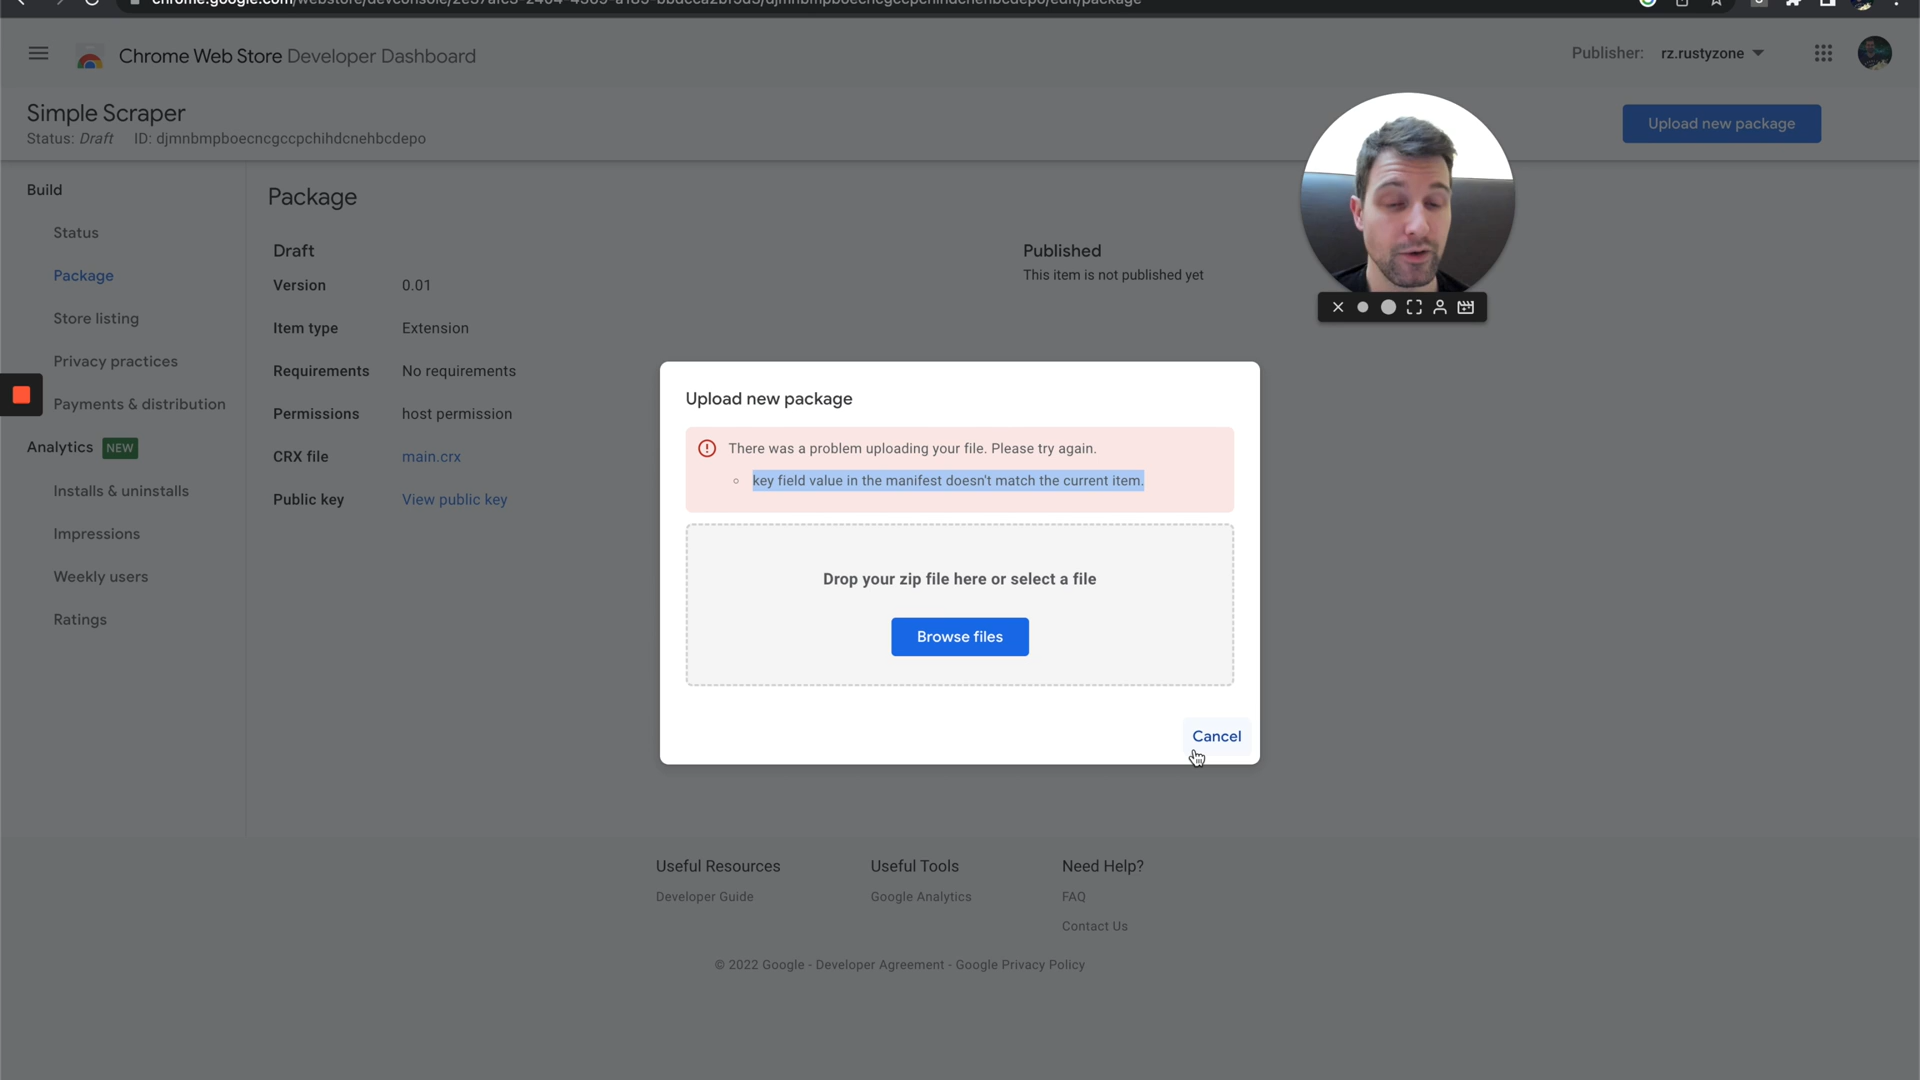 Chrome Web Store Developer Dashboard
Publisher: rz.rustyzone
Simple Scraper
Status: Draft ID: djmnbmpboecncgccpchihdcnehbcdepo
Upload new package
Build
Status
Package
Store listing
Privacy practices
Payments & distribution
Analytics NEW
Installs & uninstalls
Impressions
Weekly users
Ratings
Package
Draft
Version 0.01
Item type Extension
Requirements No requirements
Permissions host permission
CRX file main.crx
Public key View public key
Published
This item is not published yet
Upload new package
There was a problem uploading your file. Please try again.
key field value in the manifest doesn't match the current item.
Drop your zip file here or select a file
Browse files
Cancel
Useful Resources
Developer Guide
Useful Tools
Google Analytics
Need Help?
FAQ
Contact Us
© 2022 Google - Developer Agreement - Google Privacy Policy